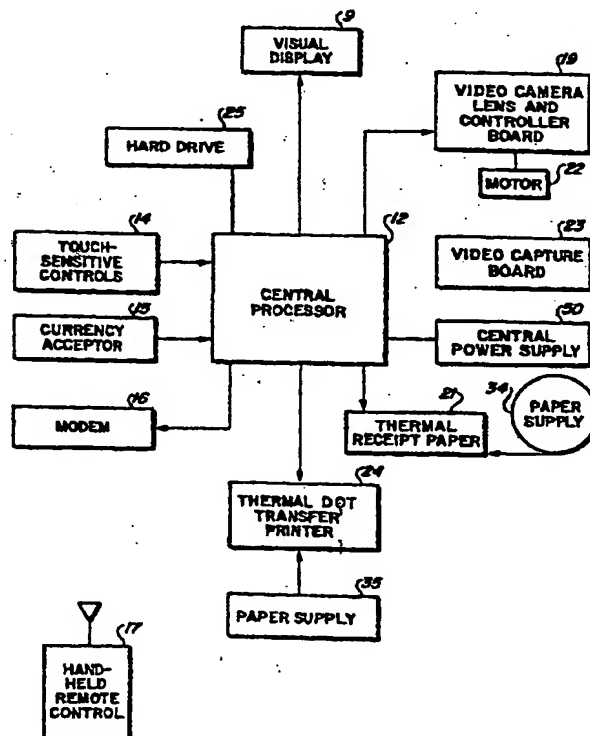 9
VISUAL
DISPLAY
19
VIDEO CAMERA
LENS AND
CONTROLLER
BOARD
25
HARD DRIVE
MOTOR
22
14
TOUCH-
SENSITIVE
CONTROLS
12
CENTRAL
PROCESSOR
23
VIDEO CAPTURE
BOARD
15
CURRENCY
ACCEPTOR
50
CENTRAL
POWER SUPPLY
16
MODEM
21
THERMAL
RECEIPT PAPER
34
PAPER
SUPPLY
24
THERMAL DOT
TRANSFER
PRINTER
35
PAPER SUPPLY
17
HAND-
HELD
REMOTE
CONTROL